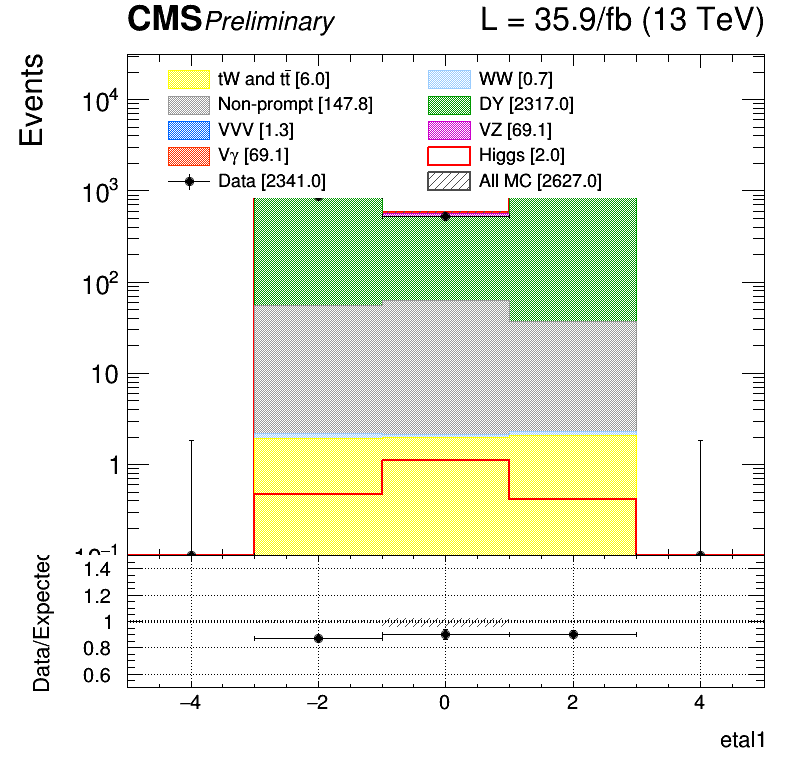 CMS Preliminary L = 35.9/fb (13 TeV)
Events
tW and tt̄ [6.0] WW [0.7]
Non-prompt [147.8] DY [2317.0]
VVV [1.3] VZ [69.1]
Vγ [69.1] Higgs [2.0]
Data [2341.0] All MC [2627.0]
10⁴
10³
10²
10
1
Data/Expected
1.4
1.2
1
0.8
0.6
−4 −2 0 2 4
etal1